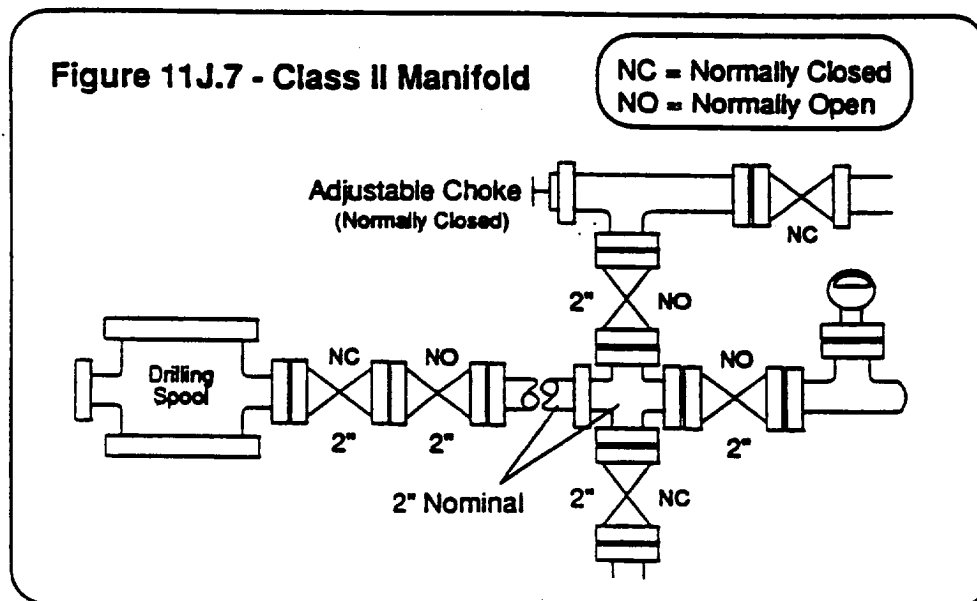 Figure 11J.7 - Class II Manifold
NC = Normally Closed
NO = Normally Open
Adjustable Choke
(Normally Closed)
NC
2" NO
NC NO
NO
Drilling
Spool
2" 2"
2"
2" Nominal
2" NC